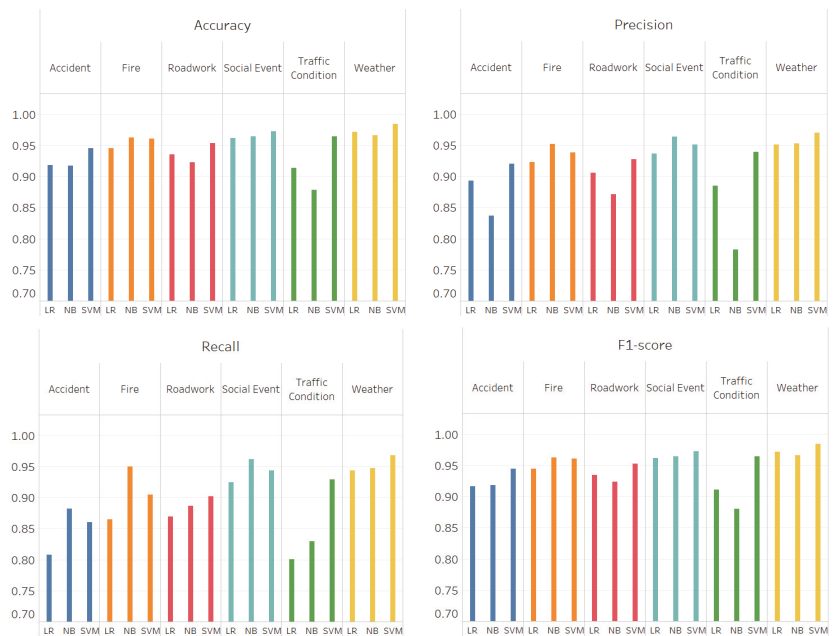 Accuracy
Accident Fire Roadwork Social Event Traffic Condition Weather
1.00
0.95
0.90
0.85
0.80
0.75
0.70
LR NB SVM LR NB SVM LR NB SVM LR NB SVM LR NB SVM LR NB SVM
Precision
Accident Fire Roadwork Social Event Traffic Condition Weather
1.00
0.95
0.90
0.85
0.80
0.75
0.70
LR NB SVM LR NB SVM LR NB SVM LR NB SVM LR NB SVM LR NB SVM
Recall
Accident Fire Roadwork Social Event Traffic Condition Weather
1.00
0.95
0.90
0.85
0.80
0.75
0.70
LR NB SVM LR NB SVM LR NB SVM LR NB SVM LR NB SVM LR NB SVM
F1-score
Accident Fire Roadwork Social Event Traffic Condition Weather
1.00
0.95
0.90
0.85
0.80
0.75
0.70
LR NB SVM LR NB SVM LR NB SVM LR NB SVM LR NB SVM LR NB SVM